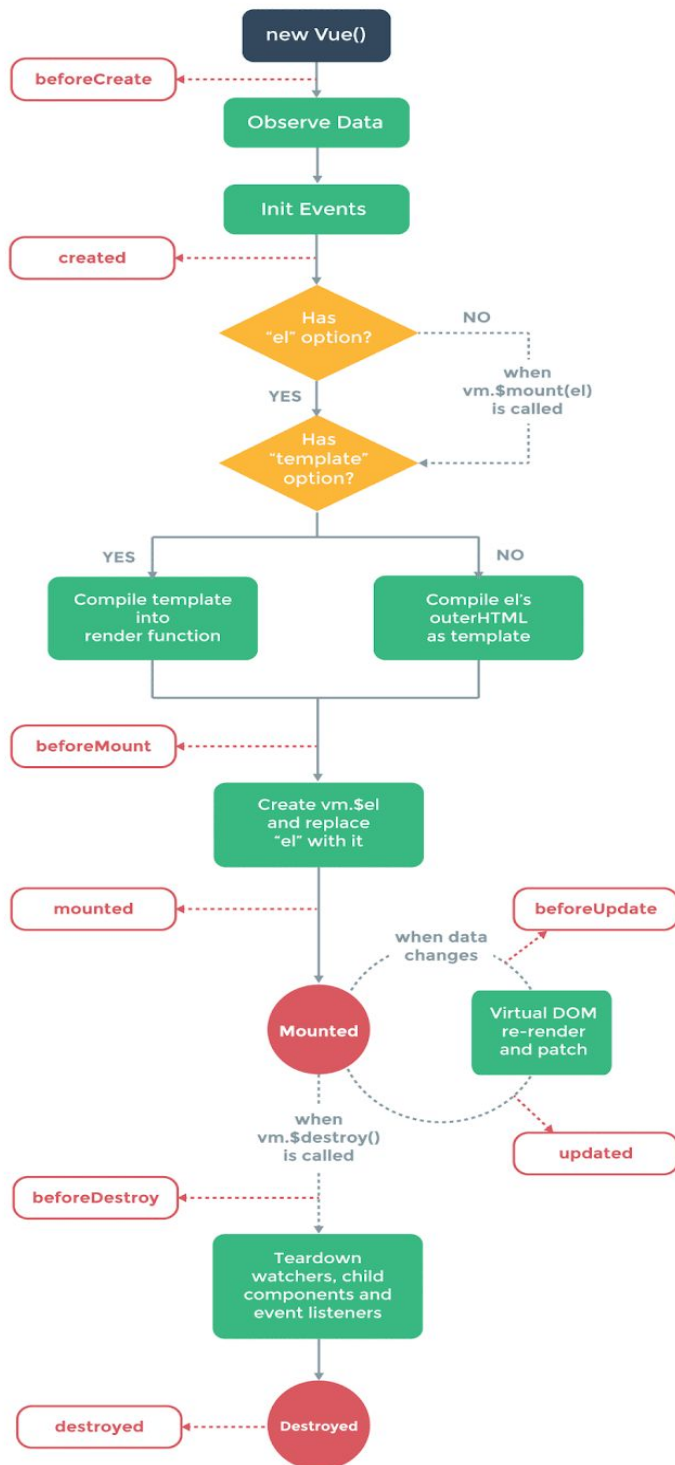 new Vue()
beforeCreate
Observe Data
Init Events
created
Has
“el” option?
NO
when
vm.$mount(el)
is called
YES
Has
“template”
option?
YES
NO
Compile template
into
render function
Compile el’s
outerHTML
as template
beforeMount
Create vm.$el
and replace
“el” with it
mounted
beforeUpdate
when data
changes
Mounted
Virtual DOM
re-render
and patch
when
vm.$destroy()
is called
updated
beforeDestroy
Teardown
watchers, child
components and
event listeners
destroyed
Destroyed